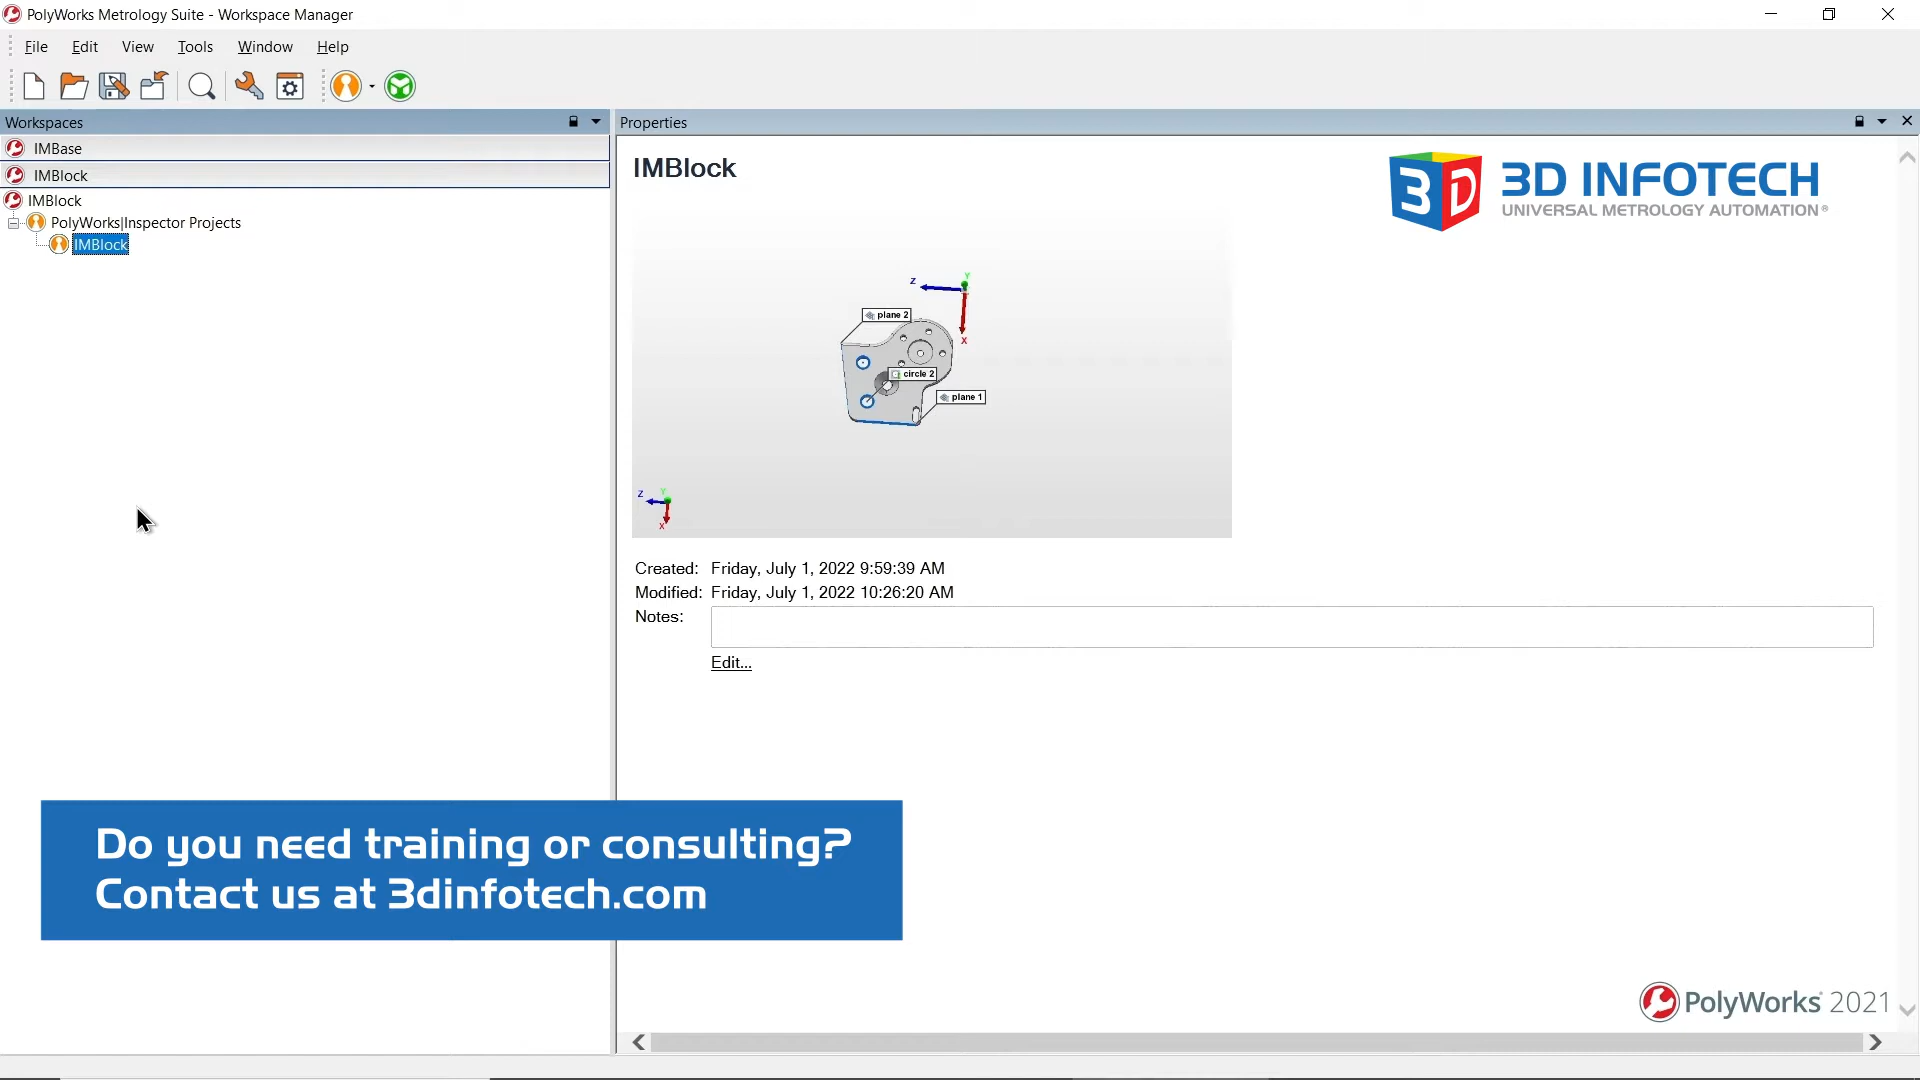 PolyWorks Metrology Suite - Workspace Manager
File Edit View Tools Window Help
Workspaces
IMBase
IMBlock
IMBlock
PolyWorks|Inspector Projects
IMBlock
Properties
IMBlock
3D
3D INFOTECH
UNIVERSAL METROLOGY AUTOMATION®
Z Y
X
plane 2
circle 2
plane 1
Z Y
X
Created: Friday, July 1, 2022 9:59:39 AM
Modified: Friday, July 1, 2022 10:26:20 AM
Notes:
Edit...
Do you need training or consulting?
Contact us at 3dinfotech.com
PolyWorks® 2021